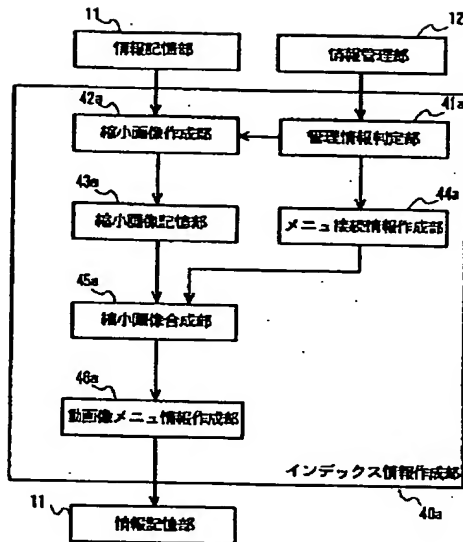 11
情報記憶部
12
情報管理部
42a
縮小画像作成部
41a
管理情報判定部
43a
縮小画像記憶部
44a
メニュー接続情報作成部
45a
縮小画像合成部
46a
動画像メニュー情報作成部
インデックス情報作成部
40a
11
情報記憶部